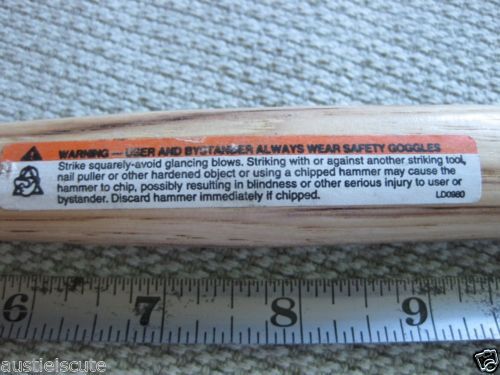 WARNING — USER AND BYSTANDER ALWAYS WEAR SAFETY GOGGLES
Strike squarely-avoid glancing blows. Striking with or against another striking tool,
nail puller or other hardened object or using a chipped hammer may cause the
hammer to chip, possibly resulting in blindness or other serious injury to user or
bystander. Discard hammer immediately if chipped.
LD0980
6 7 8 9
austiejscute